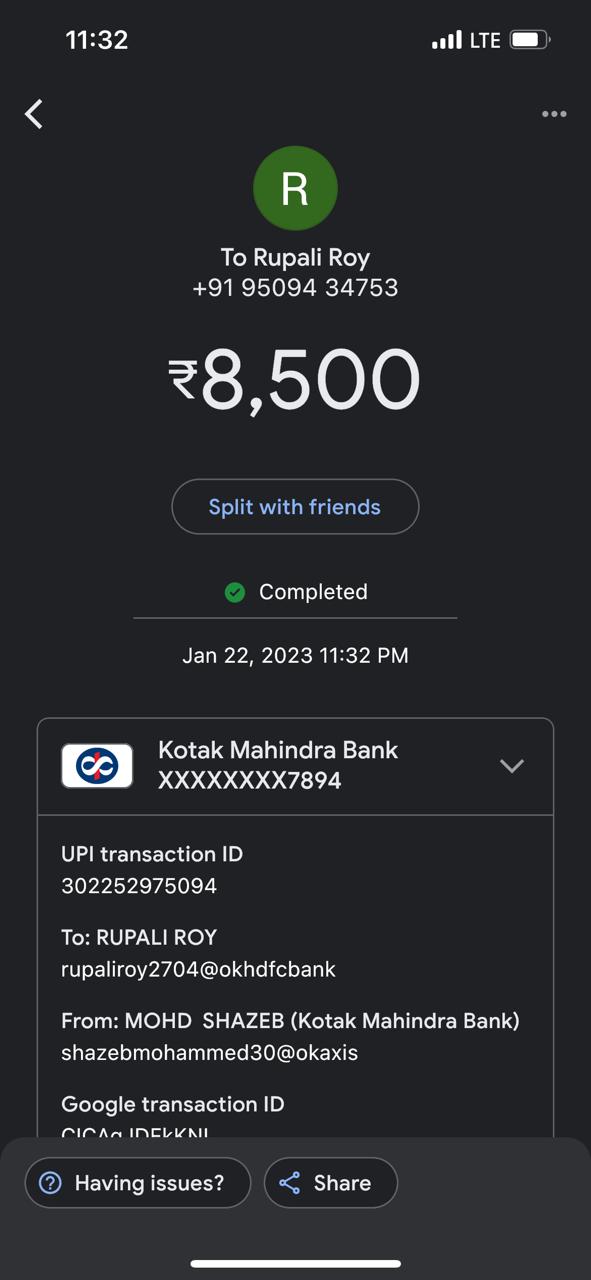 11:32
LTE
R
To Rupali Roy
+91 95094 34753
₹8,500
Split with friends
Completed
Jan 22, 2023 11:32 PM
Kotak Mahindra Bank
XXXXXXXX7894
UPI transaction ID
302252975094
To: RUPALI ROY
rupaliroy2704@okhdfcbank
From: MOHD SHAZEB (Kotak Mahindra Bank)
shazebmohammed30@okaxis
Google transaction ID
Having issues?
Share